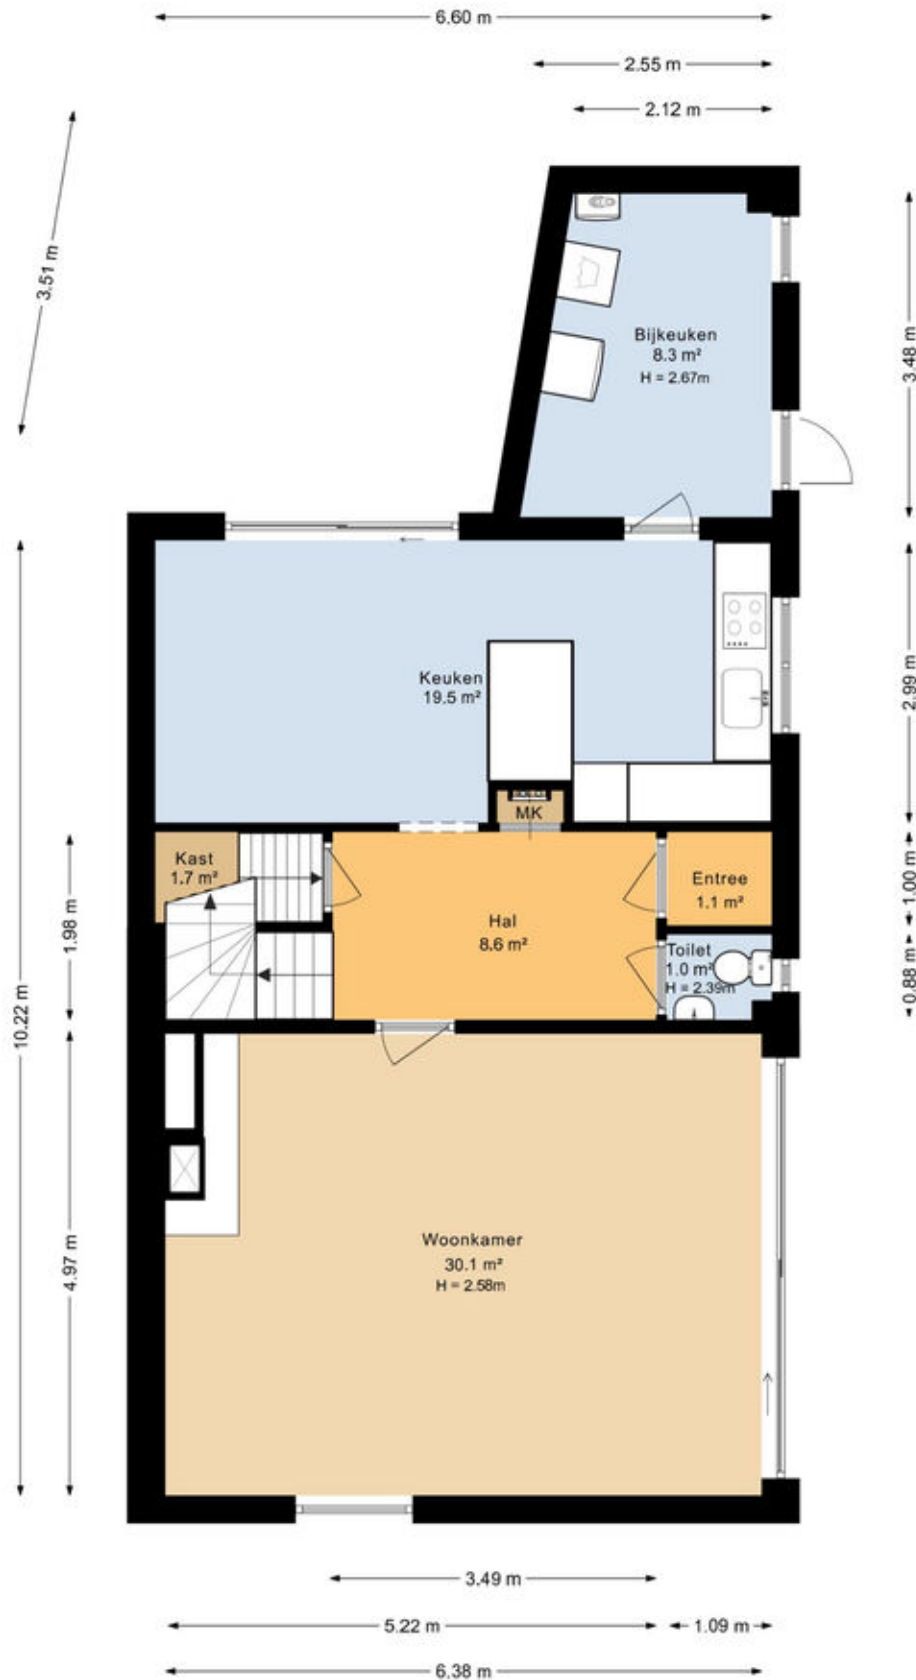 6.60 m
2.55 m
2.12 m
3.51 m
3.48 m
Bijkeuken
8.3 m²
H = 2.67m
Keuken
19.5 m²
2.99 m
MK
Kast
1.7 m²
Hal
8.6 m²
Entree
1.1 m²
Toilet
1.0 m²
H = 2.39m
1.00 m
0.88 m
1.98 m
10.22 m
4.97 m
Woonkamer
30.1 m²
H = 2.58m
3.49 m
5.22 m
1.09 m
6.38 m